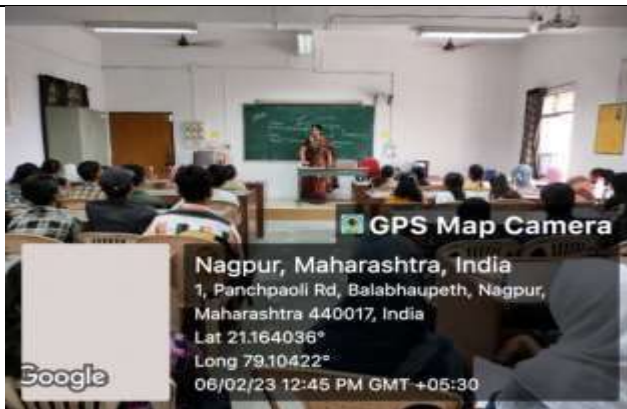 GPS Map Camera
Nagpur, Maharashtra, India
1, Panchpaoli Rd, Balabhaupeth, Nagpur,
Maharashtra 440017, India
Lat 21.164036°
Long 79.10422°
06/02/23 12:45 PM GMT +05:30
Google